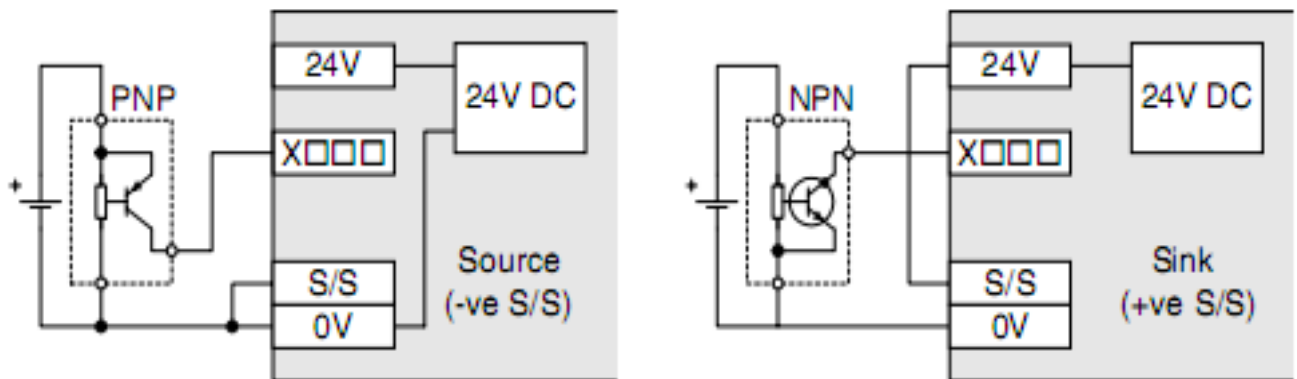 24V
24V DC
PNP
X□□□
+
S/S
0V
Source
(-ve S/S)
24V
24V DC
NPN
X□□□
+
S/S
0V
Sink
(+ve S/S)